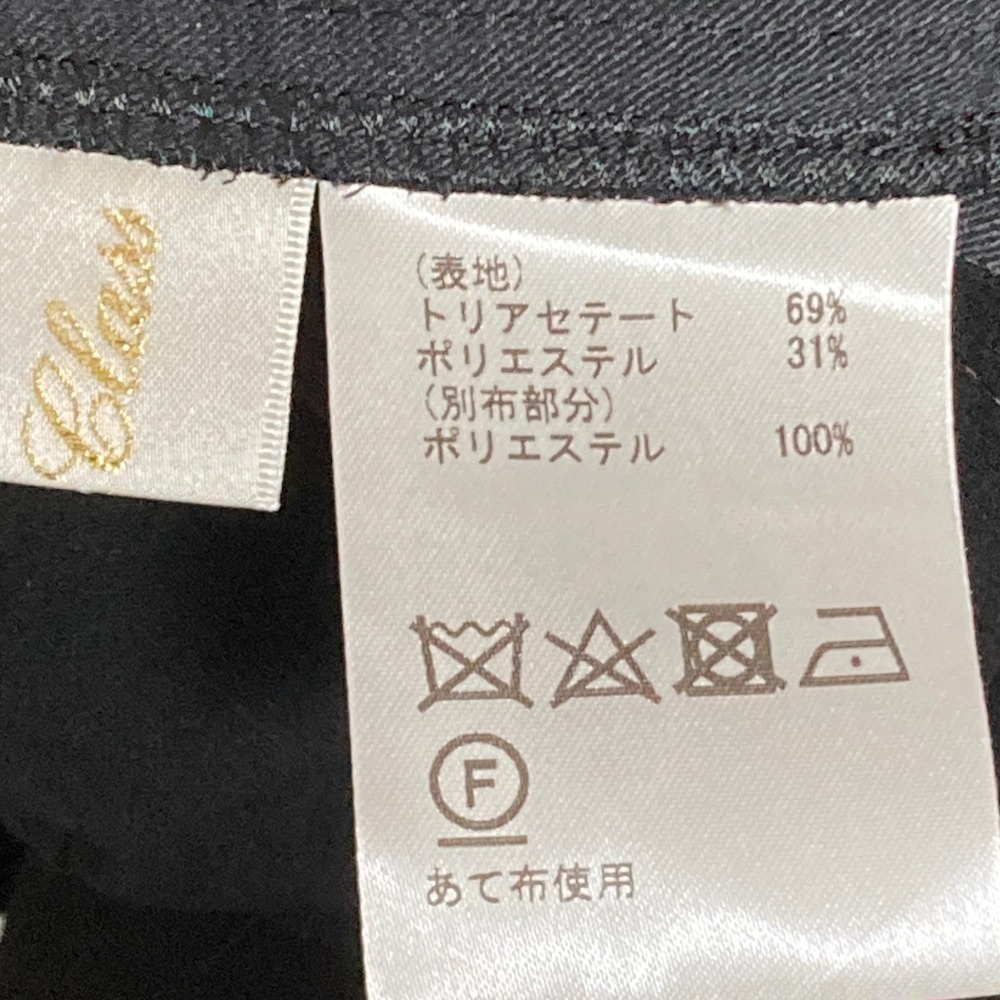 Class
(表地)
トリアセテート 69%
ポリエステル 31%
(別布部分)
ポリエステル 100%
F
あて布使用